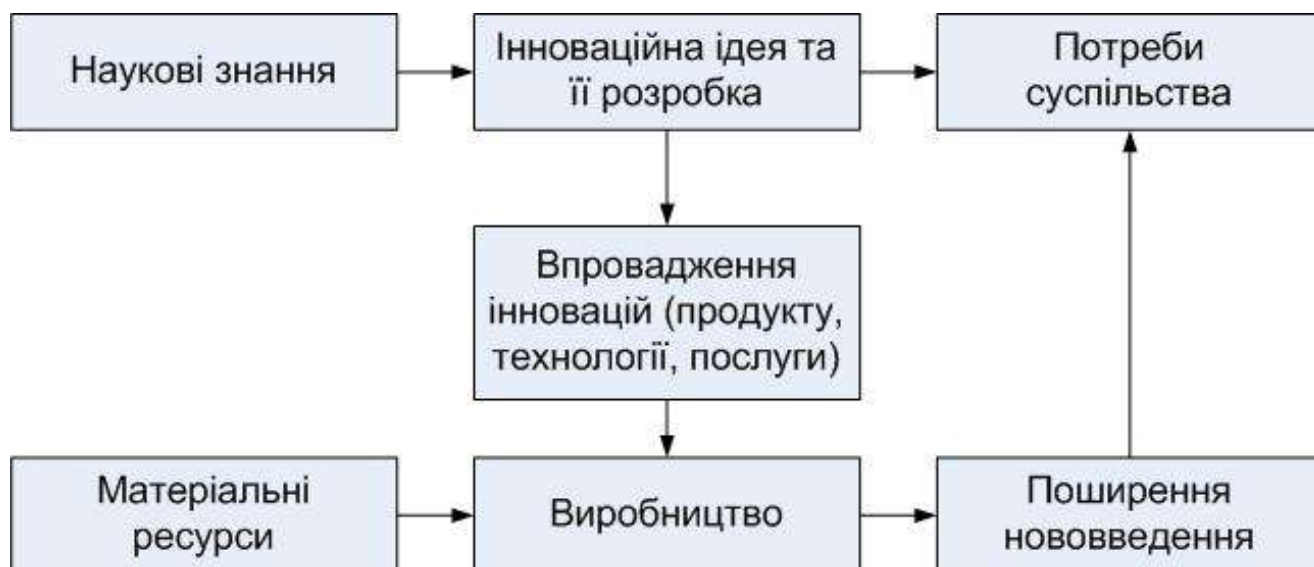 Наукові знання
Інноваційна ідея та
її розробка
Потреби
суспільства
Впровадження
інновацій (продукту,
технології, послуги)
Матеріальні
ресурси
Виробництво
Поширення
нововведення